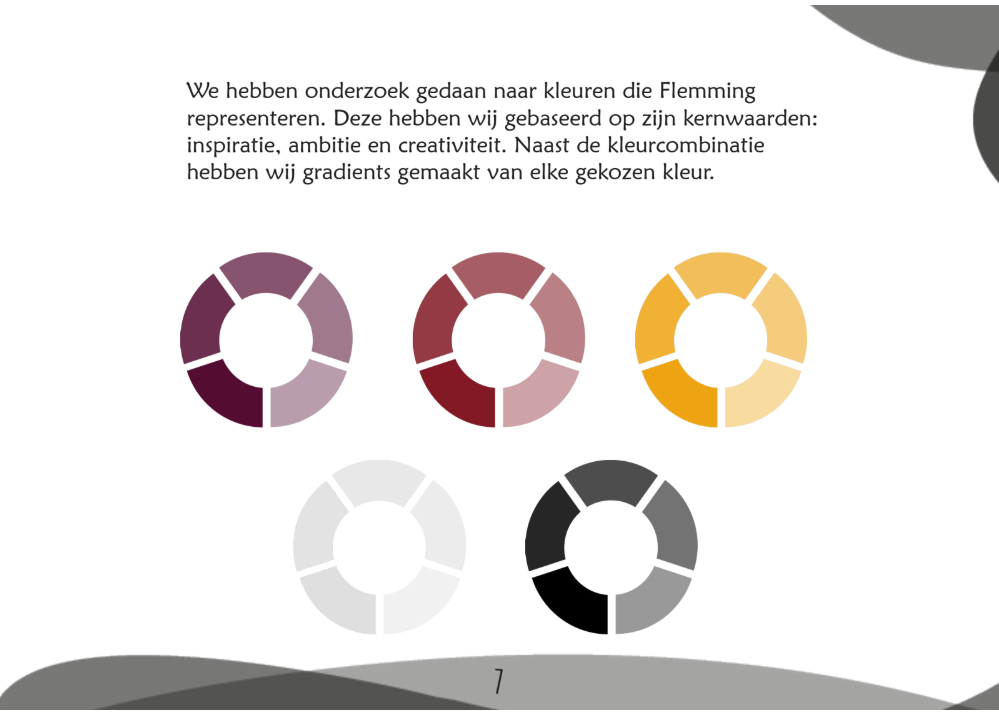 We hebben onderzoek gedaan naar kleuren die Flemming
representeren. Deze hebben wij gebaseerd op zijn kernwaarden:
inspiratie, ambitie en creativiteit. Naast de kleurcombinatie
hebben wij gradients gemaakt van elke gekozen kleur.
7